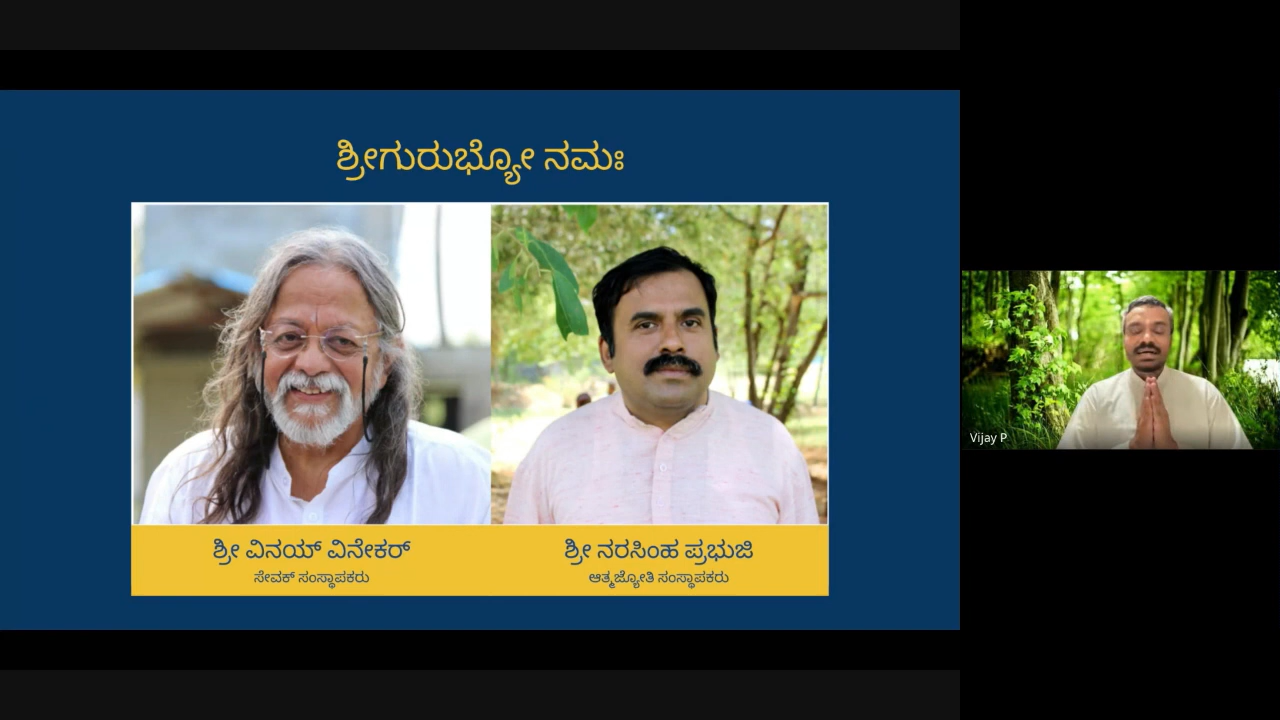 ಶ್ರೀಗುರುಭ್ಯೋ ನಮಃ
ಶ್ರೀ ವಿನಯ್ ವಿನೇಕರ್
ಸೇವಕ್ ಸಂಸ್ಥಾಪಕರು
ಶ್ರೀ ನರಸಿಂಹ ಪ್ರಭುಜಿ
ಆತ್ಮಜ್ಯೋತಿ ಸಂಸ್ಥಾಪಕರು
Vijay P